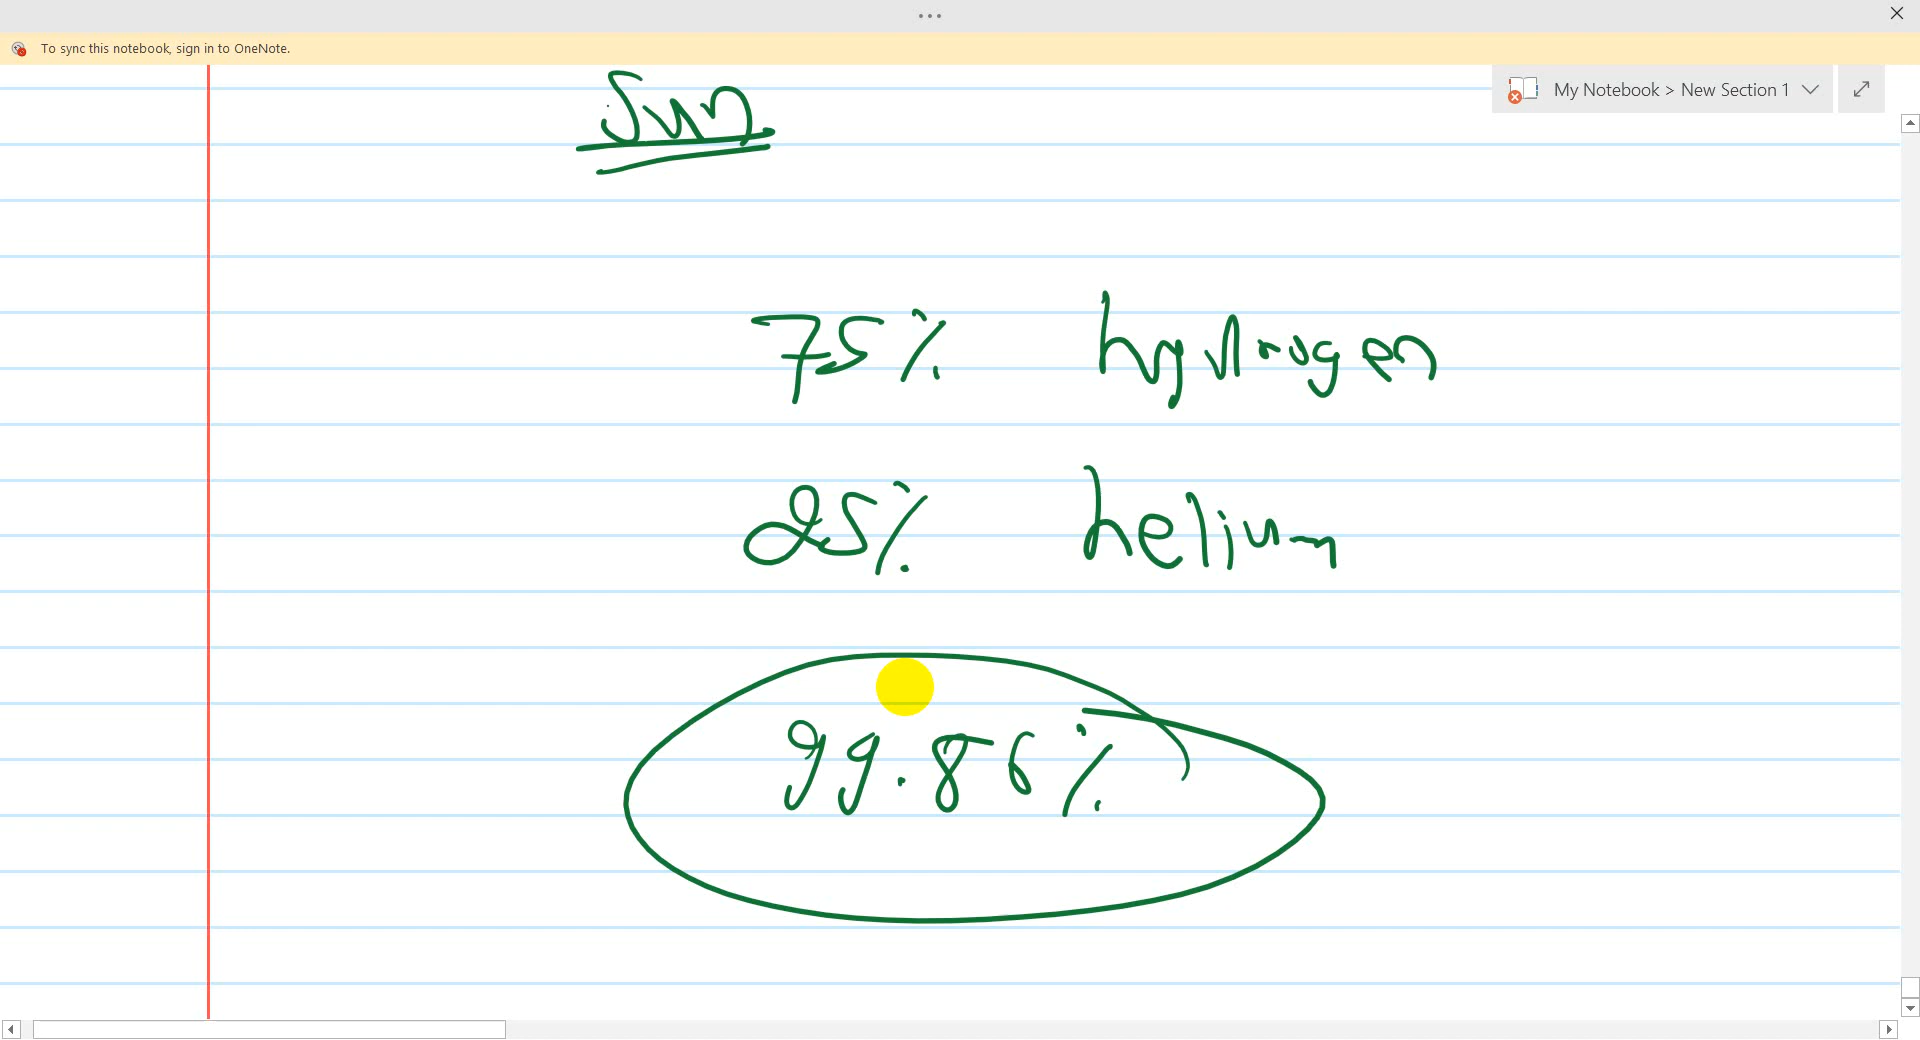 To sync this notebook, sign in to OneNote.
My Notebook > New Section 1
Sun
75% hydrogen
25% helium
99.86%